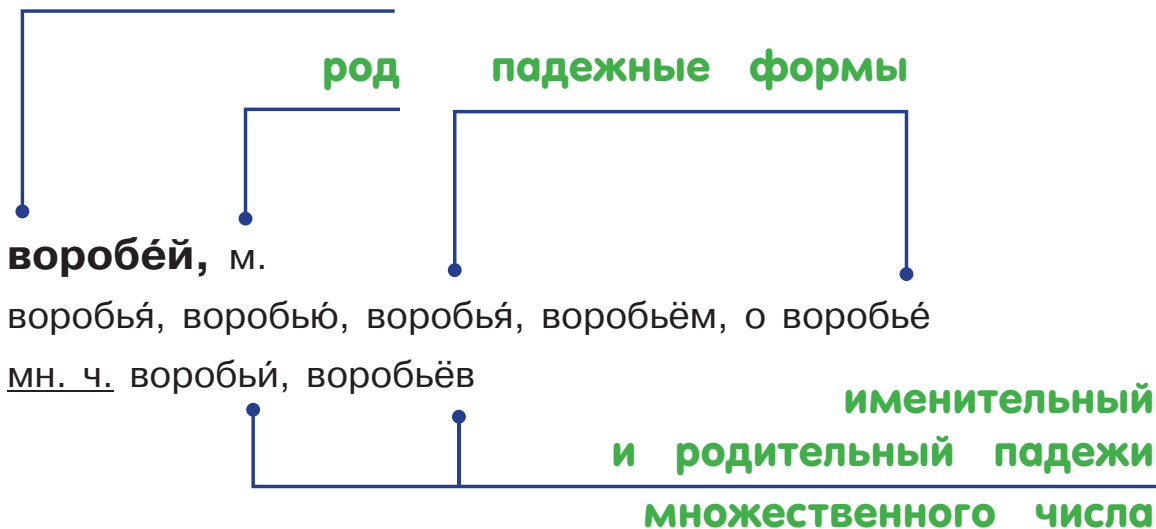 род падежные формы
воробе́й, м.
воробья́, воробью́, воробья́, воробьём, о воробье́
мн. ч. воробьи́, воробьёв
именительный
и родительный падежи
множественного числа